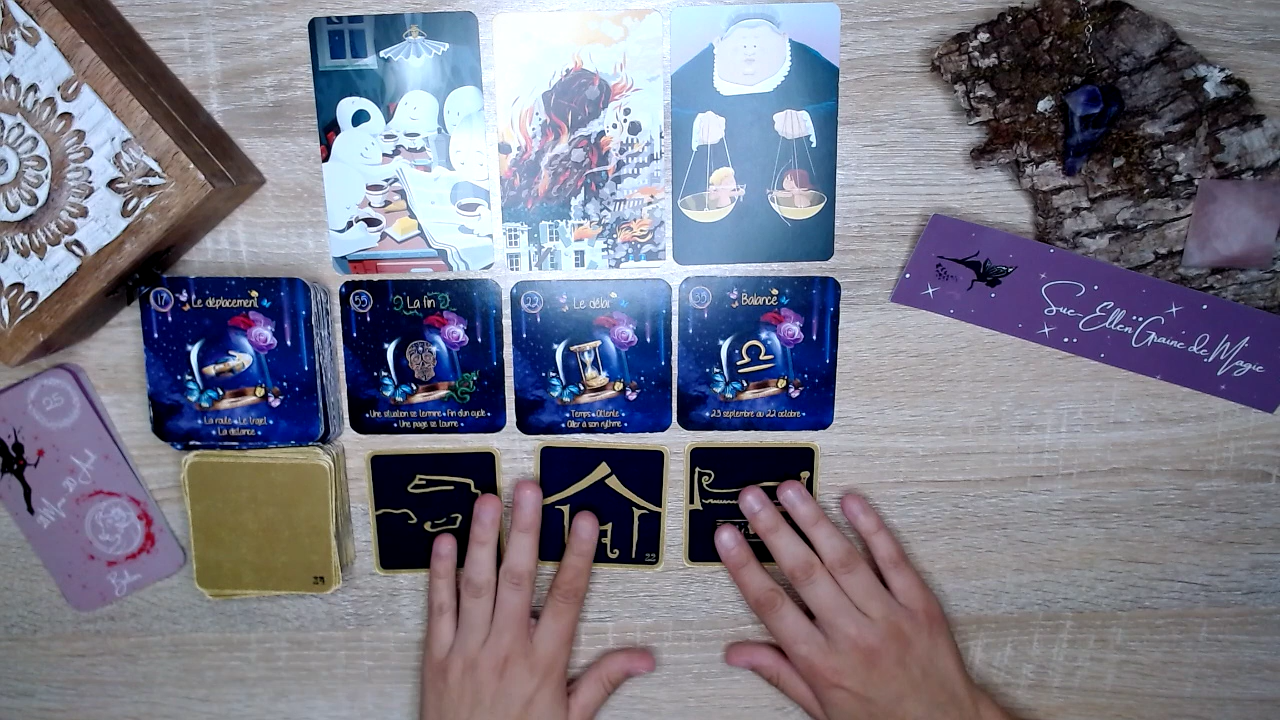 17
Le déplacement
La route • Le trajet
La distance
55
La fin
Une situation se termine • Fin d'un cycle
Une page se tourne
Le délai
Temps • Attente
Aller à son rythme
Balance
23 septembre au 22 octobre
Sue-Ellen Graine de Magie
25